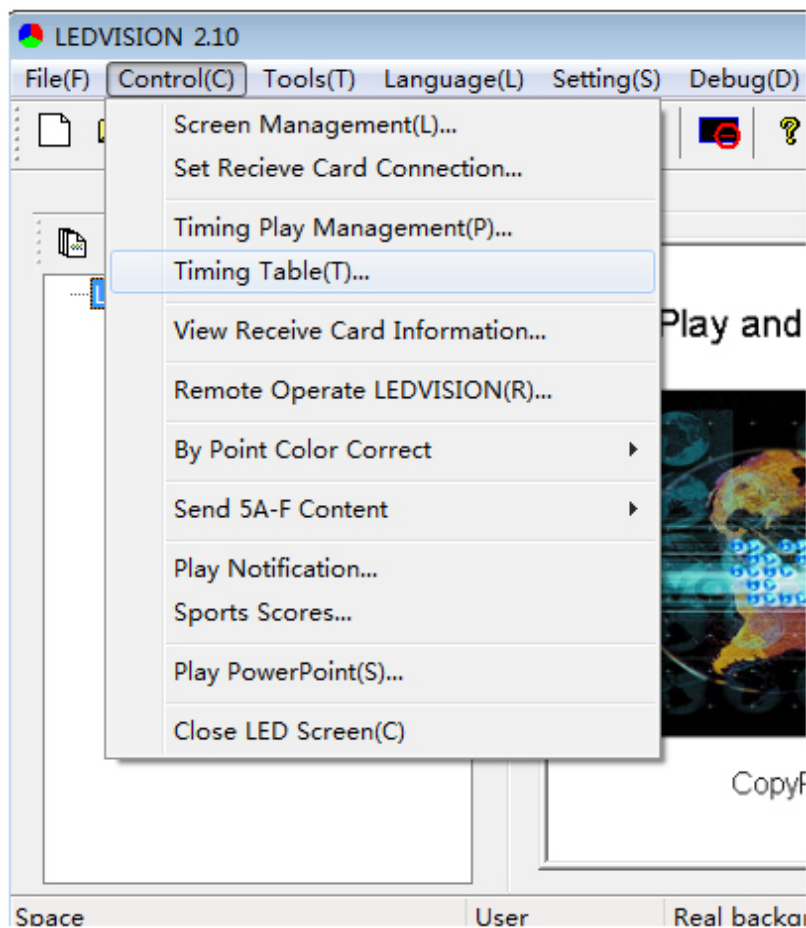 LEDVISION 2.10
File(F) Control(C) Tools(T) Language(L) Setting(S) Debug(D)
Screen Management(L)...
Set Recieve Card Connection...
Timing Play Management(P)...
Timing Table(T)...
View Receive Card Information...
Remote Operate LEDVISION(R)...
By Point Color Correct
Send 5A-F Content
Play Notification...
Sports Scores...
Play PowerPoint(S)...
Close LED Screen(C)
Play and
Space User Real